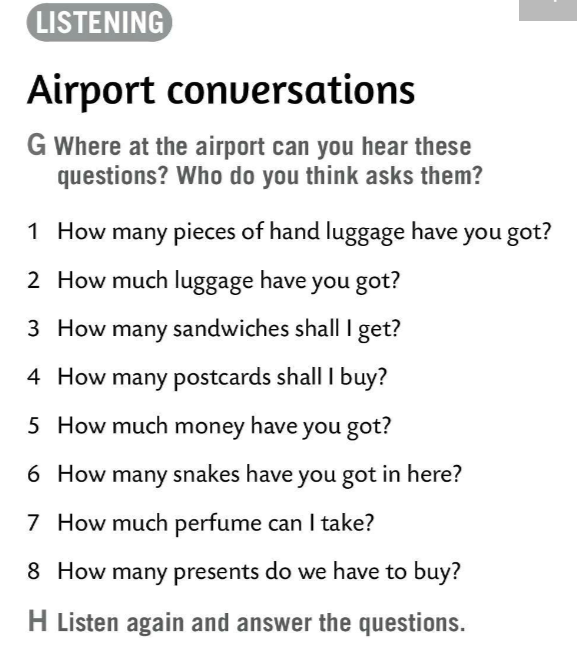 LISTENING
Airport conversations
G Where at the airport can you hear these
questions? Who do you think asks them?
1 How many pieces of hand luggage have you got?
2 How much luggage have you got?
3 How many sandwiches shall I get?
4 How many postcards shall I buy?
5 How much money have you got?
6 How many snakes have you got in here?
7 How much perfume can I take?
8 How many presents do we have to buy?
H Listen again and answer the questions.